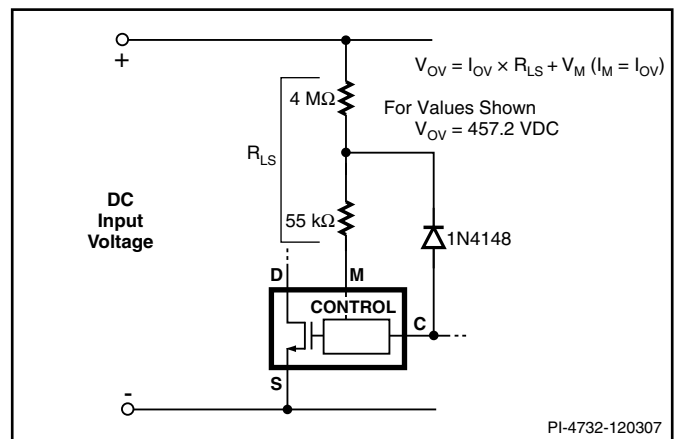 +
V_OV = I_OV × R_LS + V_M (I_M = I_OV)
4 MΩ
For Values Shown
V_OV = 457.2 VDC
R_LS
DC
Input
Voltage
55 kΩ
1N4148
D
M
CONTROL
C
S
-
PI-4732-120307